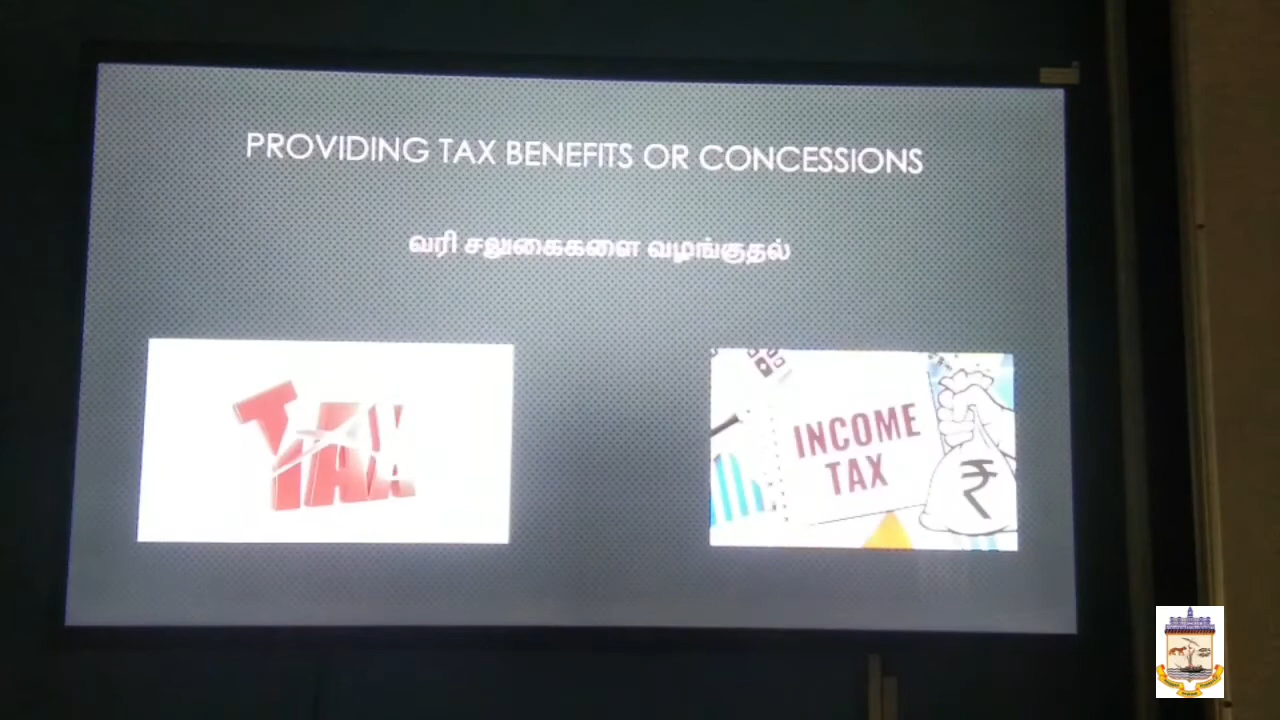 PROVIDING TAX BENEFITS OR CONCESSIONS
வரி சலுகைகளை வழங்குதல்
TAX
INCOME
TAX
₹